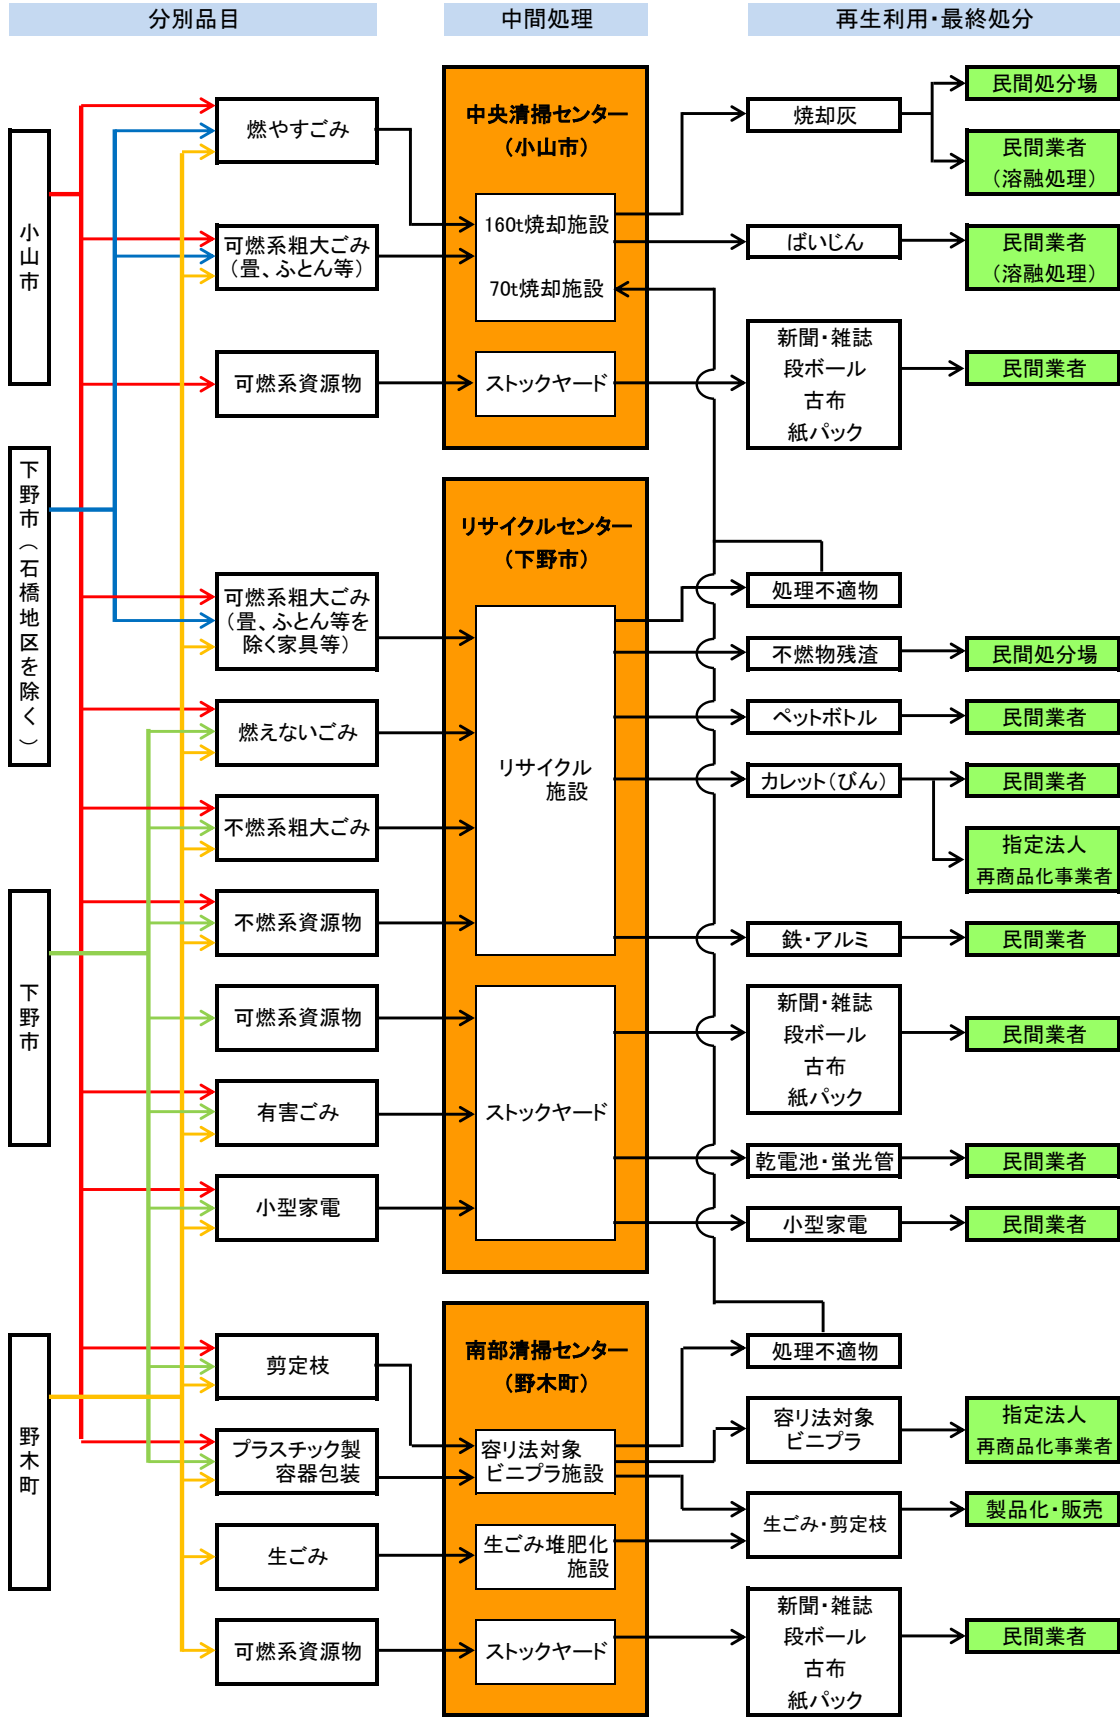 分別品目
中間処理
再生利用・最終処分
小山市
下野市（石橋地区を除く）
下野市
野木町
燃やすごみ
可燃系粗大ごみ
（畳、ふとん等）
可燃系資源物
可燃系粗大ごみ
（畳、ふとん等を
除く家具等）
燃えないごみ
不燃系粗大ごみ
不燃系資源物
可燃系資源物
有害ごみ
小型家電
剪定枝
プラスチック製
容器包装
生ごみ
可燃系資源物
中央清掃センター
（小山市）
160t焼却施設
70t焼却施設
ストックヤード
リサイクルセンター
（下野市）
リサイクル
施設
ストックヤード
南部清掃センター
（野木町）
容リ法対象
ビニプラ施設
生ごみ堆肥化
施設
ストックヤード
焼却灰
ばいじん
新聞・雑誌
段ボール
古布
紙パック
処理不適物
不燃物残渣
ペットボトル
カレット（びん）
鉄・アルミ
新聞・雑誌
段ボール
古布
紙パック
乾電池・蛍光管
小型家電
処理不適物
容リ法対象
ビニプラ
生ごみ・剪定枝
新聞・雑誌
段ボール
古布
紙パック
民間処分場
民間業者
（溶融処理）
民間業者
（溶融処理）
民間業者
民間処分場
民間業者
民間業者
指定法人
再商品化事業者
民間業者
民間業者
民間業者
民間業者
指定法人
再商品化事業者
製品化・販売
民間業者